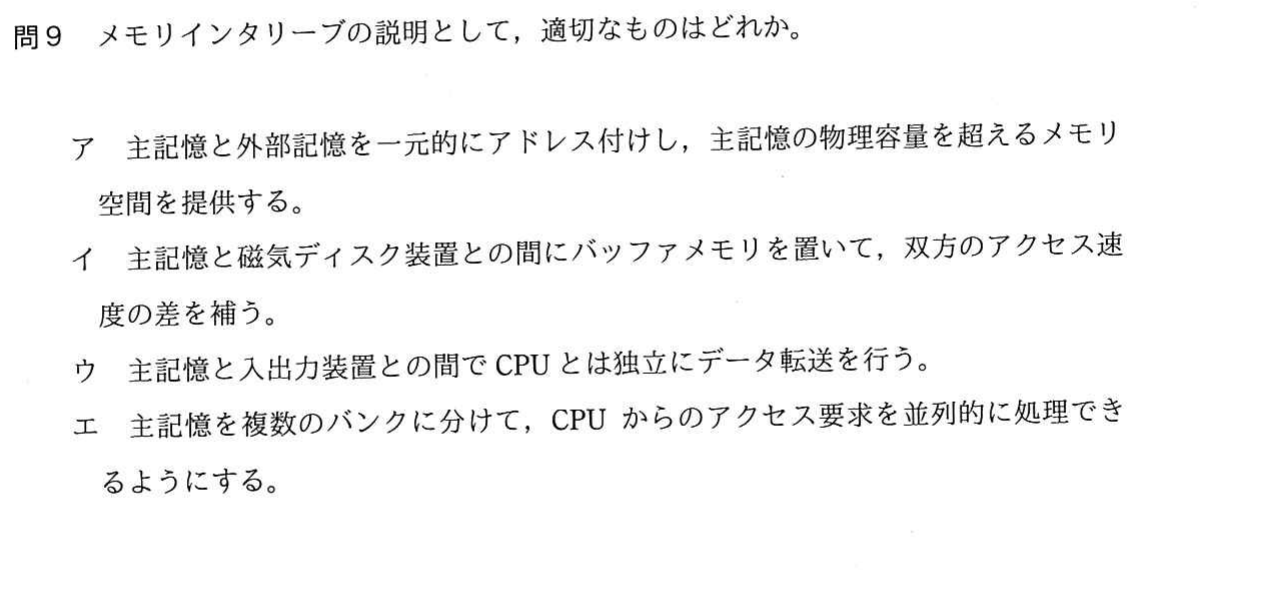 問9 メモリインタリーブの説明として，適切なものはどれか。
ア 主記憶と外部記憶を一元的にアドレス付けし，主記憶の物理容量を超えるメモリ
空間を提供する。
イ 主記憶と磁気ディスク装置との間にバッファメモリを置いて，双方のアクセス速
度の差を補う。
ウ 主記憶と入出力装置との間で CPU とは独立にデータ転送を行う。
エ 主記憶を複数のバンクに分けて，CPU からのアクセス要求を並列的に処理でき
るようにする。